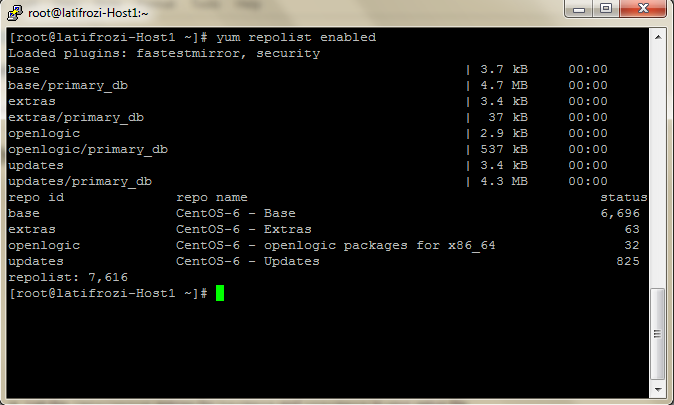 root@latifrozi-Host1:~
[root@latifrozi-Host1 ~]# yum repolist enabled
Loaded plugins: fastestmirror, security
base | 3.7 kB 00:00
base/primary_db | 4.7 MB 00:00
extras | 3.4 kB 00:00
extras/primary_db | 37 kB 00:00
openlogic | 2.9 kB 00:00
openlogic/primary_db | 537 kB 00:00
updates | 3.4 kB 00:00
updates/primary_db | 4.3 MB 00:00
repo id repo name status
base CentOS-6 - Base 6,696
extras CentOS-6 - Extras 63
openlogic CentOS-6 - openlogic packages for x86_64 32
updates CentOS-6 - Updates 825
repolist: 7,616
[root@latifrozi-Host1 ~]#